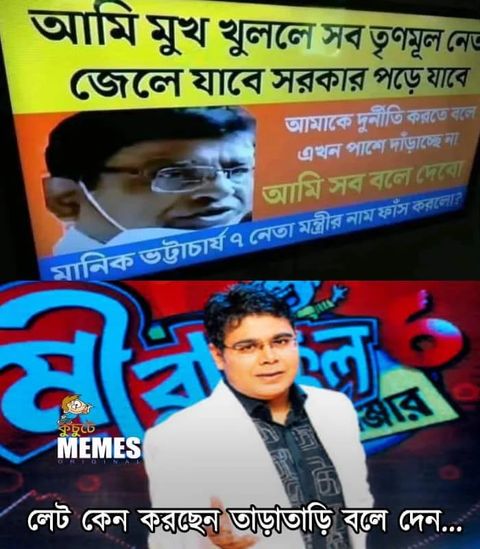 আমি মুখ খুললে সব তৃণমূল নেত
জেলে যাবে সরকার পড়ে যাবে
আমাকে দুর্নীতি করতে বলে
এখন পাশে দাঁড়াচ্ছে না
আমি সব বলে দেবো
মানিক ভট্টাচার্য ৭ নেতা মন্ত্রীর নাম ফাঁস করলো?
মীরা
ক্কেল
৬
কুচুটে
MEMES
ORIGINAL
লেট কেন করছেন তাড়াতাড়ি বলে দেন...